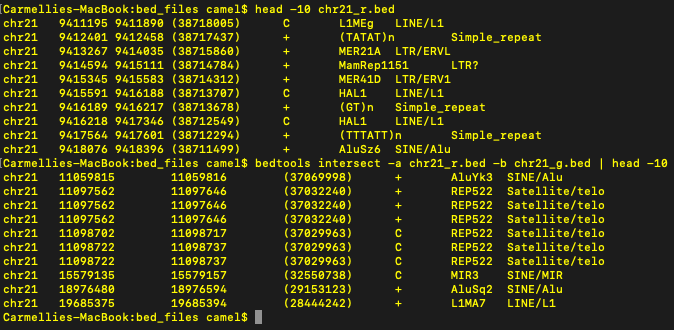 [Carmellies-MacBook:bed_files camel$ head -10 chr21_r.bed
chr21 9411195 9411890 (38718005) C L1MEg LINE/L1
chr21 9412401 9412458 (38717437) + (TATAT)n Simple_repeat
chr21 9413267 9414035 (38715860) + MER21A LTR/ERVL
chr21 9414594 9415111 (38714784) + MamRep1151 LTR?
chr21 9415345 9415583 (38714312) + MER41D LTR/ERV1
chr21 9415591 9416188 (38713707) C HAL1 LINE/L1
chr21 9416189 9416217 (38713678) + (GT)n Simple_repeat
chr21 9416218 9417346 (38712549) C HAL1 LINE/L1
chr21 9417564 9417601 (38712294) + (TTTATT)n Simple_repeat
chr21 9418076 9418396 (38711499) + AluSz6 SINE/Alu
[Carmellies-MacBook:bed_files camel$ bedtools intersect -a chr21_r.bed -b chr21_g.bed | head -10
chr21 11059815 11059816 (37069998) + AluYk3 SINE/Alu
chr21 11097562 11097646 (37032240) + REP522 Satellite/telo
chr21 11097562 11097646 (37032240) + REP522 Satellite/telo
chr21 11097562 11097646 (37032240) + REP522 Satellite/telo
chr21 11098702 11098717 (37029963) C REP522 Satellite/telo
chr21 11098722 11098737 (37029963) C REP522 Satellite/telo
chr21 11098722 11098737 (37029963) C REP522 Satellite/telo
chr21 15579135 15579157 (32550738) C MIR3 SINE/MIR
chr21 18976480 18976594 (29153123) + AluSq2 SINE/Alu
chr21 19685375 19685394 (28444242) + L1MA7 LINE/L1
Carmellies-MacBook:bed_files camel$